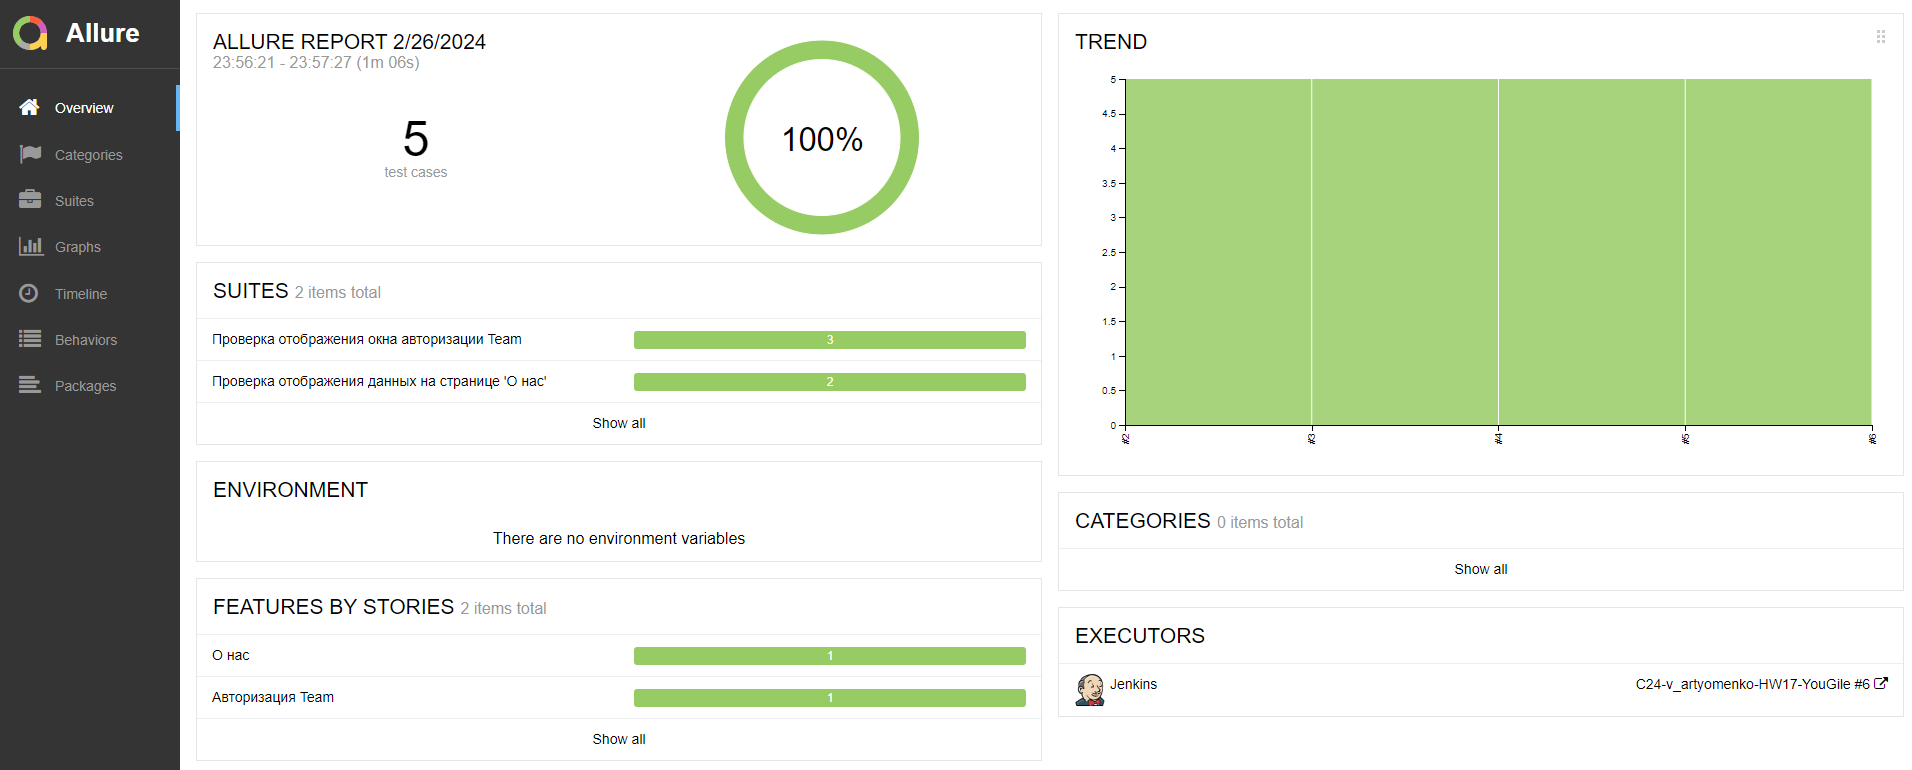 Allure
Overview
Categories
Suites
Graphs
Timeline
Behaviors
Packages
ALLURE REPORT 2/26/2024
23:56:21 - 23:57:27 (1m 06s)
5
test cases
100%
SUITES 2 items total
Проверка отображения окна авторизации Team 3
Проверка отображения данных на странице 'О нас' 2
Show all
ENVIRONMENT
There are no environment variables
FEATURES BY STORIES 2 items total
О нас 1
Авторизация Team 1
Show all
TREND
5
4.5
4
3.5
3
2.5
2
1.5
1
0.5
0
#2 #3 #4 #5 #6
CATEGORIES 0 items total
Show all
EXECUTORS
Jenkins C24-v_artyomenko-HW17-YouGile #6